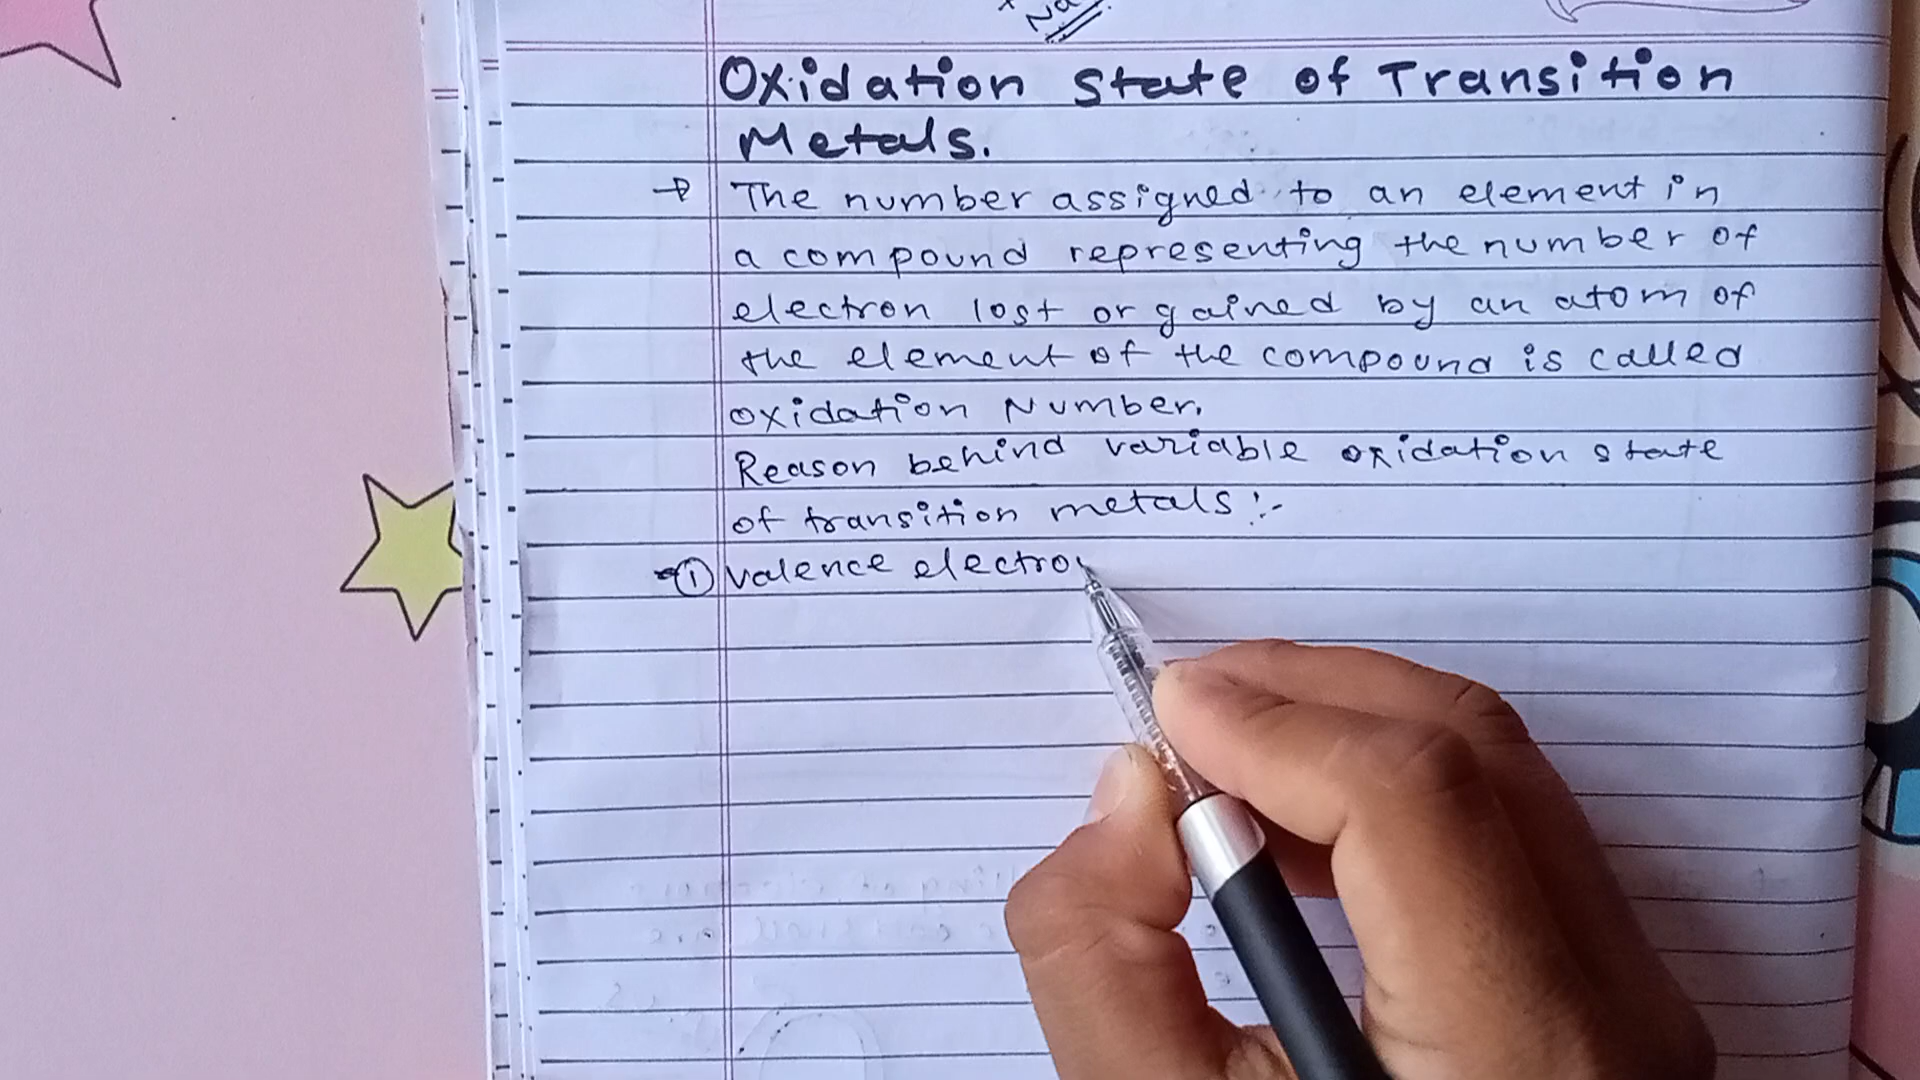 Na
Oxidation State of Transition
Metals.
→ The number assigned to an element in
a compound representing the number of
electron lost or gained by an atom of
the element of the compound is called
oxidation Number.
Reason behind variable oxidation state
of transition metals:-
① Valence electron